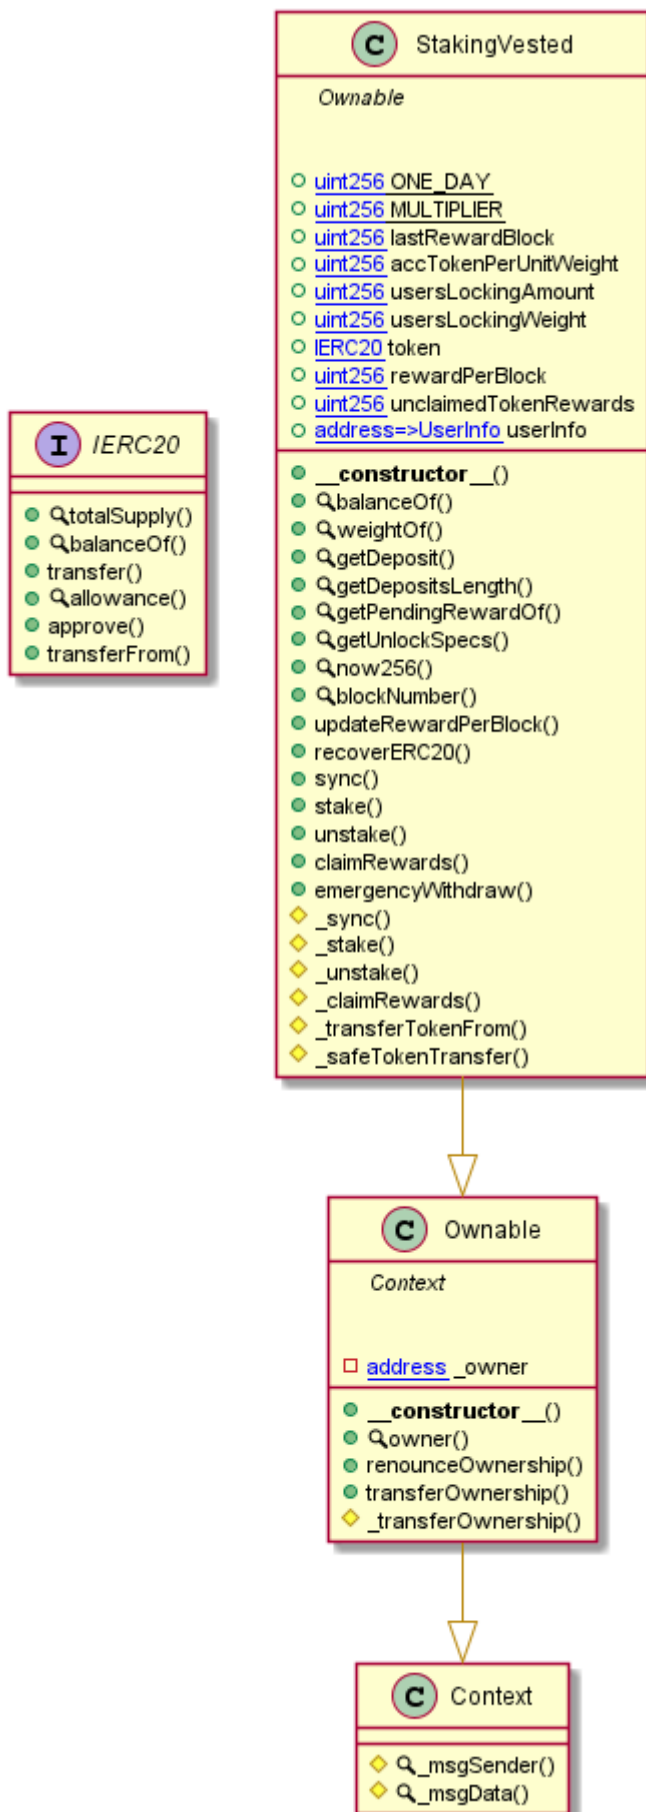 C StakingVested
Ownable
uint256 ONE_DAY
uint256 MULTIPLIER
uint256 lastRewardBlock
uint256 accTokenPerUnitWeight
uint256 usersLockingAmount
uint256 usersLockingWeight
IERC20 token
uint256 rewardPerBlock
uint256 unclaimedTokenRewards
address=>UserInfo userInfo
__constructor__()
balanceOf()
weightOf()
getDeposit()
getDepositsLength()
getPendingRewardOf()
getUnlockSpecs()
now256()
blockNumber()
updateRewardPerBlock()
recoverERC20()
sync()
stake()
unstake()
claimRewards()
emergencyWithdraw()
_sync()
_stake()
_unstake()
_claimRewards()
_transferTokenFrom()
_safeTokenTransfer()
I IERC20
totalSupply()
balanceOf()
transfer()
allowance()
approve()
transferFrom()
C Ownable
Context
address _owner
__constructor__()
owner()
renounceOwnership()
transferOwnership()
_transferOwnership()
C Context
_msgSender()
_msgData()